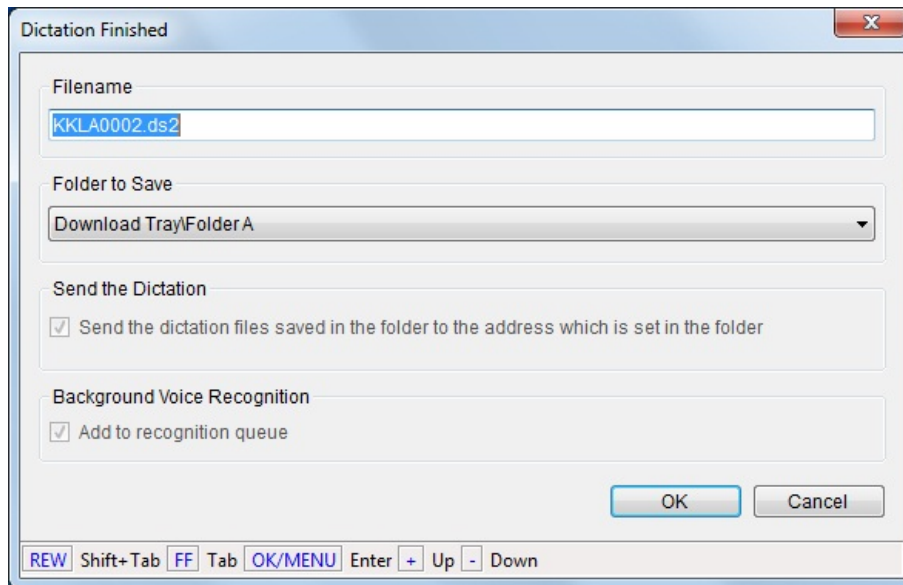 Dictation Finished
Filename
KKLA0002.ds2
Folder to Save
Download Tray\Folder A
Send the Dictation
Send the dictation files saved in the folder to the address which is set in the folder
Background Voice Recognition
Add to recognition queue
OK Cancel
REW Shift+Tab FF Tab OK/MENU Enter + Up - Down